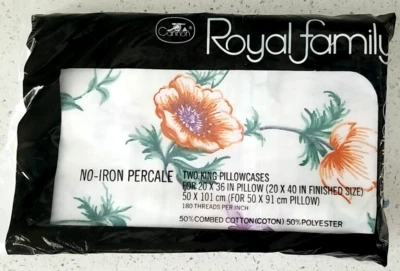 Cannon
Royal family
NO-IRON PERCALE
TWO KING PILLOWCASES
FOR 20 X 36 IN PILLOW (20 X 40 IN FINISHED SIZE)
50 X 101 cm (FOR 50 X 91 cm PILLOW)
180 THREADS PER INCH
50% COMBED COTTON (COTON) 50% POLYESTER